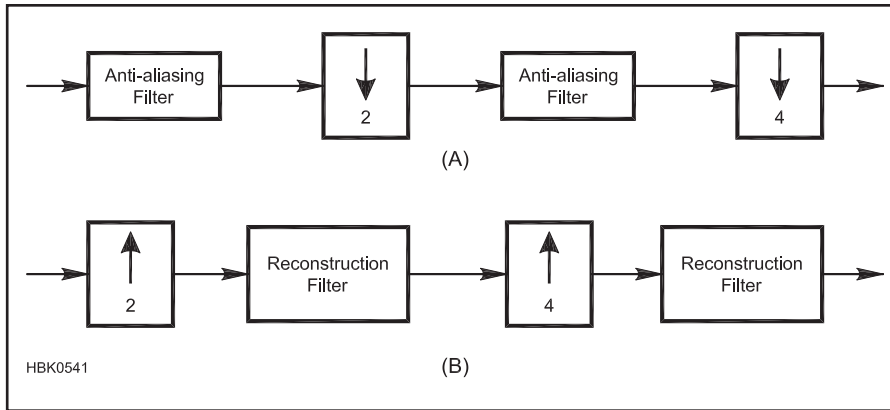 Anti-aliasing
Filter
2
Anti-aliasing
Filter
4
(A)
2
Reconstruction
Filter
4
Reconstruction
Filter
(B)
HBK0541